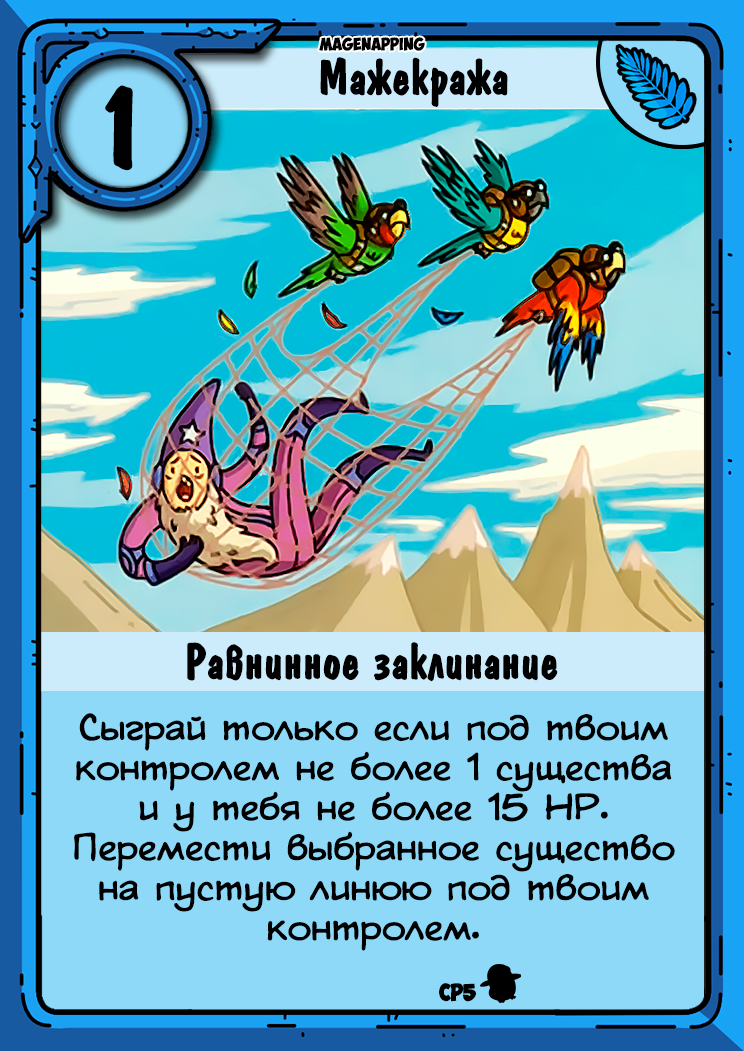 1
MAGENAPPING
Мажекража
Равнинное заклинание
Сыграй только если под твоим
контролем не более 1 существа
и у тебя не более 15 HP.
Перемести выбранное существо
на пустую линюю под твоим
контролем.
CP5